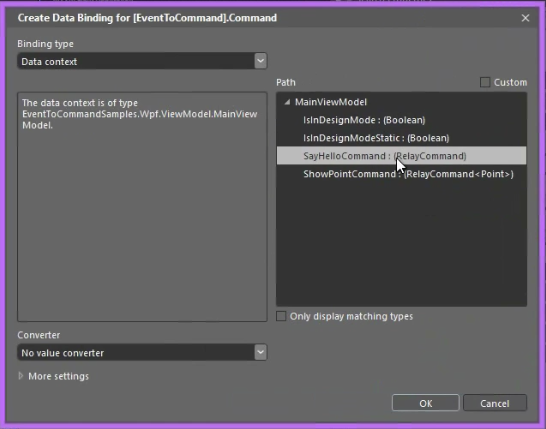 Create Data Binding for [EventToCommand].Command
Binding type
Data context
Path
Custom
The data context is of type
EventToCommandSamples.Wpf.ViewModel.MainView
Model.
MainViewModel
IsInDesignMode : (Boolean)
IsInDesignModeStatic : (Boolean)
SayHelloCommand : (RelayCommand)
ShowPointCommand : (RelayCommand<Point>)
Only display matching types
Converter
No value converter
More settings
OK
Cancel